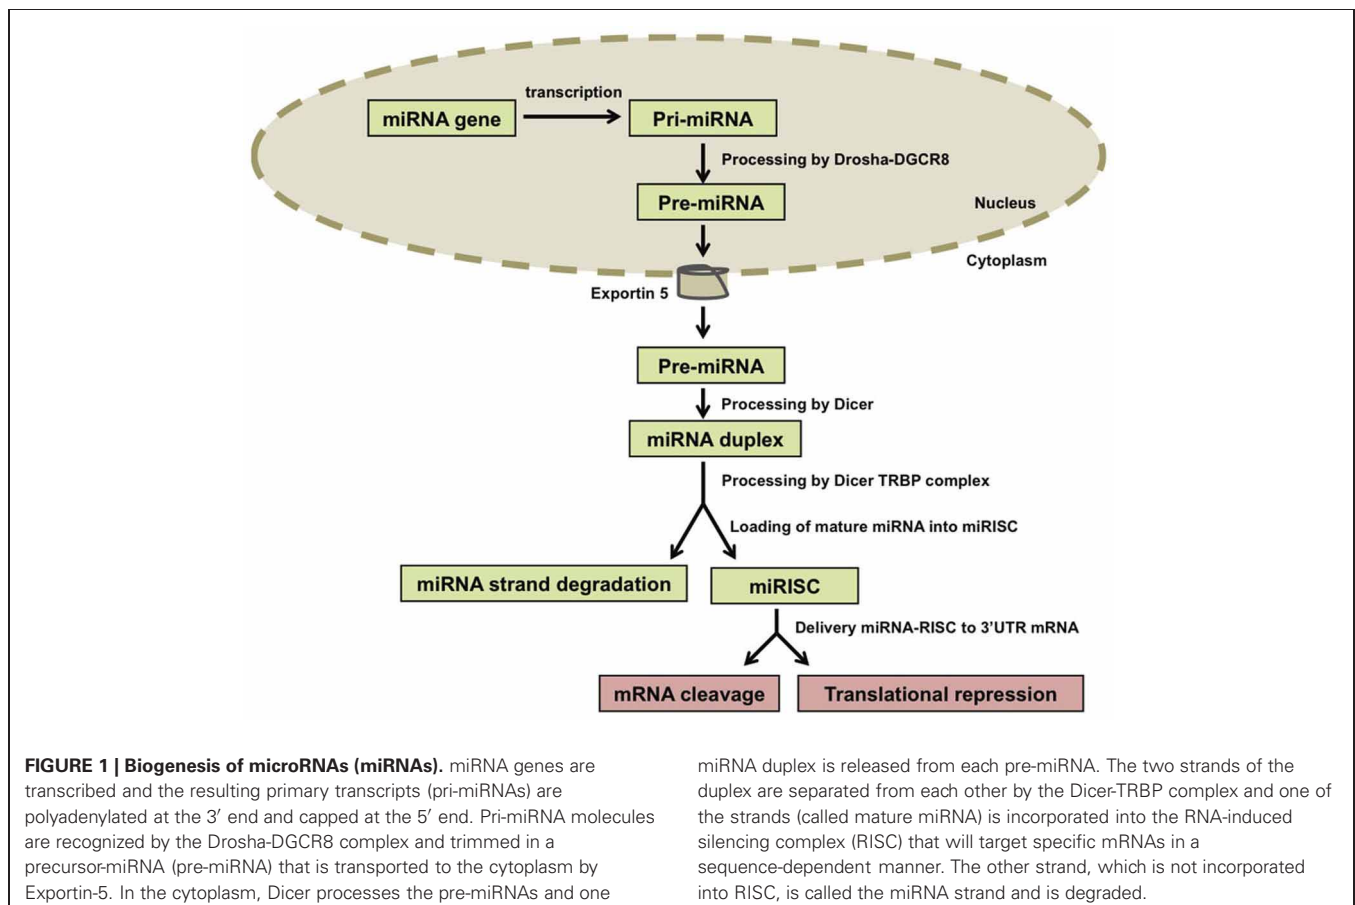 transcription
miRNA gene
Pri-miRNA
Processing by Drosha-DGCR8
Pre-miRNA
Nucleus
Cytoplasm
Exportin 5
Pre-miRNA
Processing by Dicer
miRNA duplex
Processing by Dicer TRBP complex
Loading of mature miRNA into miRISC
miRNA strand degradation
miRISC
Delivery miRNA-RISC to 3'UTR mRNA
mRNA cleavage
Translational repression
FIGURE 1 | Biogenesis of microRNAs (miRNAs). miRNA genes are
transcribed and the resulting primary transcripts (pri-miRNAs) are
polyadenylated at the 3′ end and capped at the 5′ end. Pri-miRNA molecules
are recognized by the Drosha-DGCR8 complex and trimmed in a
precursor-miRNA (pre-miRNA) that is transported to the cytoplasm by
Exportin-5. In the cytoplasm, Dicer processes the pre-miRNAs and one
miRNA duplex is released from each pre-miRNA. The two strands of the
duplex are separated from each other by the Dicer-TRBP complex and one of
the strands (called mature miRNA) is incorporated into the RNA-induced
silencing complex (RISC) that will target specific mRNAs in a
sequence-dependent manner. The other strand, which is not incorporated
into RISC, is called the miRNA strand and is degraded.